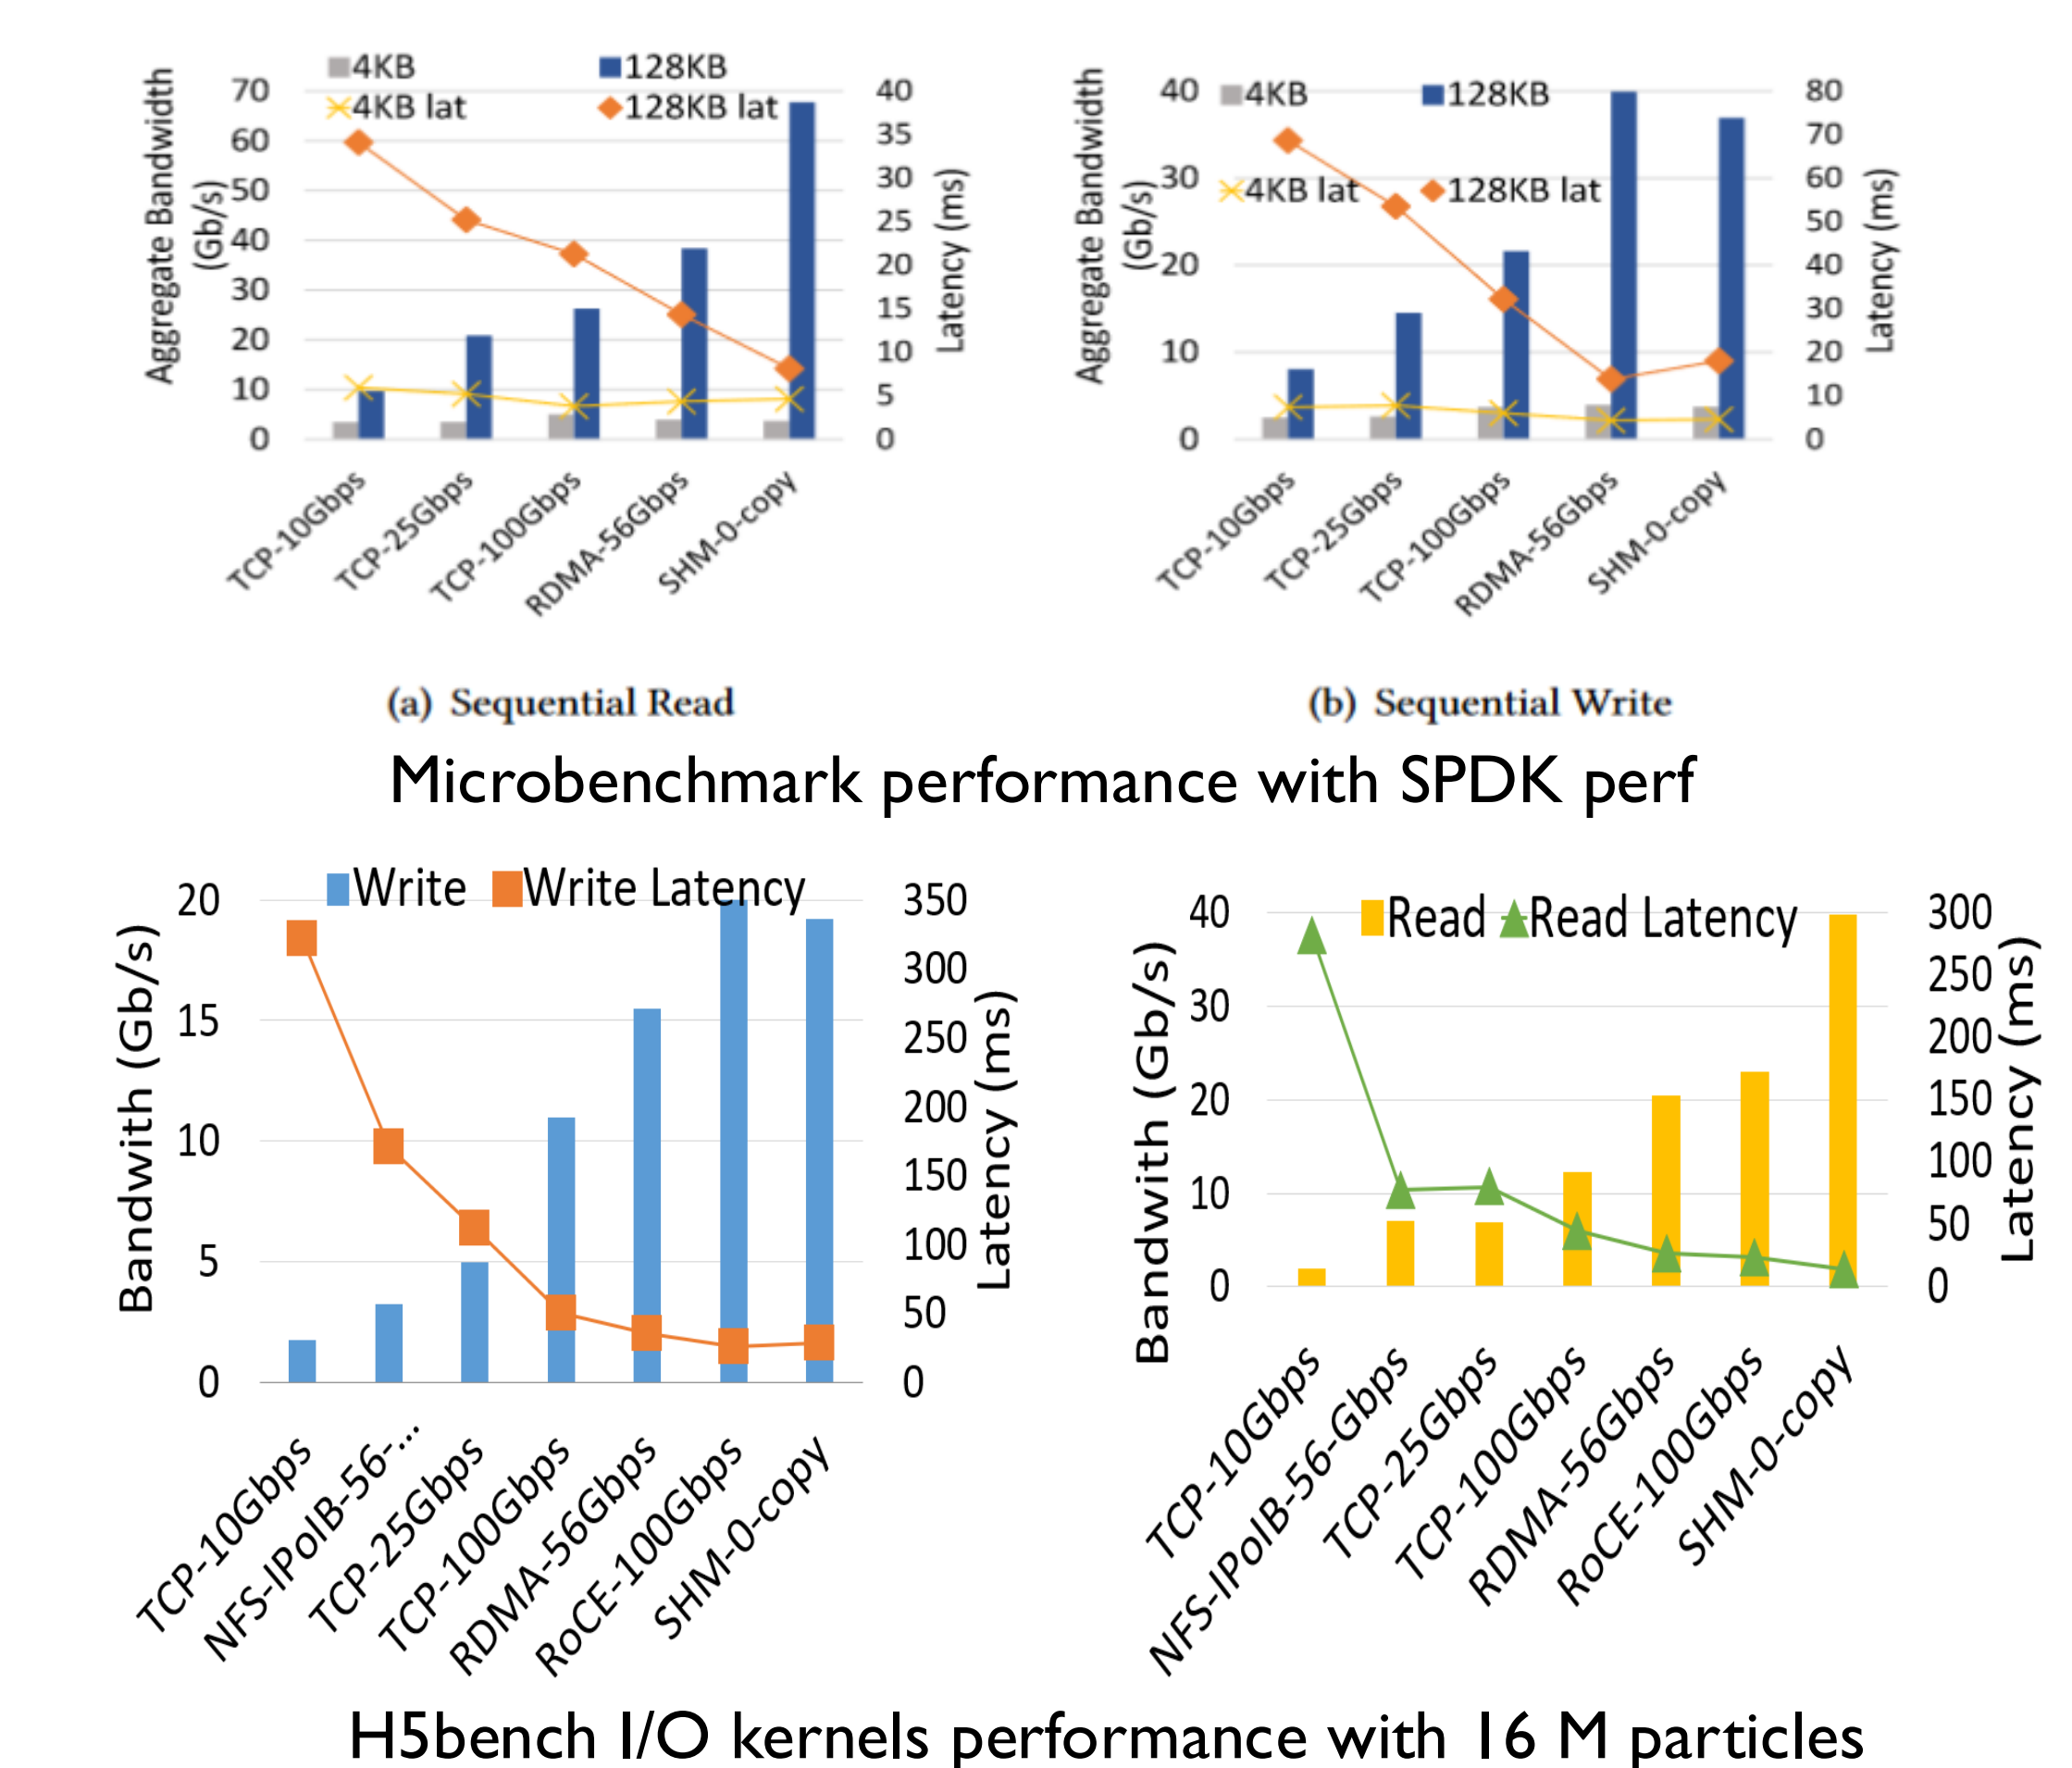 4KB
128KB
4KB lat
128KB lat
Aggregate Bandwidth
(Gb/s)
70
60
50
40
30
20
10
0
40
35
30
25
20
15
10
5
0
Latency (ms)
TCP-10Gbps
TCP-25Gbps
TCP-100Gbps
RDMA-56Gbps
SHM-0-copy
(a) Sequential Read
4KB
128KB
4KB lat
128KB lat
Aggregate Bandwidth
(Gb/s)
40
30
20
10
0
80
70
60
50
40
30
20
10
0
Latency (ms)
TCP-10Gbps
TCP-25Gbps
TCP-100Gbps
RDMA-56Gbps
SHM-0-copy
(b) Sequential Write
Microbenchmark performance with SPDK perf
Write
Write Latency
Bandwith (Gb/s)
20
15
10
5
0
350
300
250
200
150
100
50
0
Latency (ms)
TCP-10Gbps
NFS-IPoIB-56-...
TCP-25Gbps
TCP-100Gbps
RDMA-56Gbps
RoCE-100Gbps
SHM-0-copy
Read
Read Latency
Bandwith (Gb/s)
40
30
20
10
0
300
250
200
150
100
50
0
Latency (ms)
TCP-10Gbps
NFS-IPoIB-56-Gbps
TCP-25Gbps
TCP-100Gbps
RDMA-56Gbps
RoCE-100Gbps
SHM-0-copy
H5bench I/O kernels performance with 16 M particles